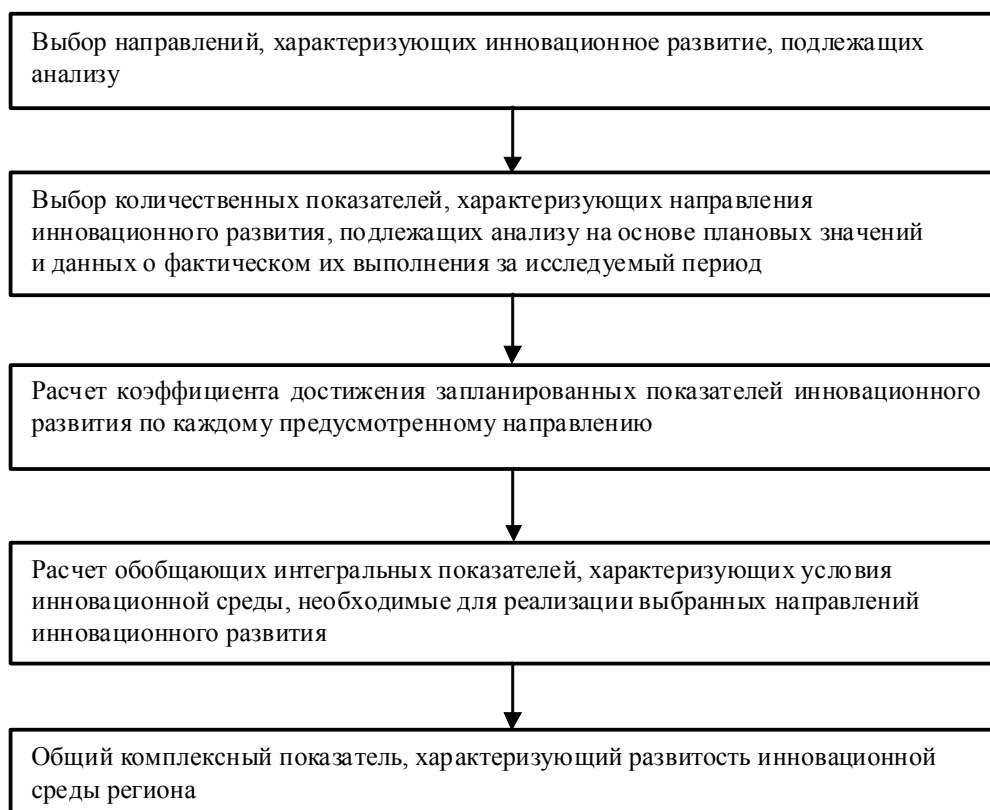 Выбор направлений, характеризующих инновационное развитие, подлежащих
анализу
Выбор количественных показателей, характеризующих направления
инновационного развития, подлежащих анализу на основе плановых значений
и данных о фактическом их выполнения за исследуемый период
Расчет коэффициента достижения запланированных показателей инновационного
развития по каждому предусмотренному направлению
Расчет обобщающих интегральных показателей, характеризующих условия
инновационной среды, необходимые для реализации выбранных направлений
инновационного развития
Общий комплексный показатель, характеризующий развитость инновационной
среды региона